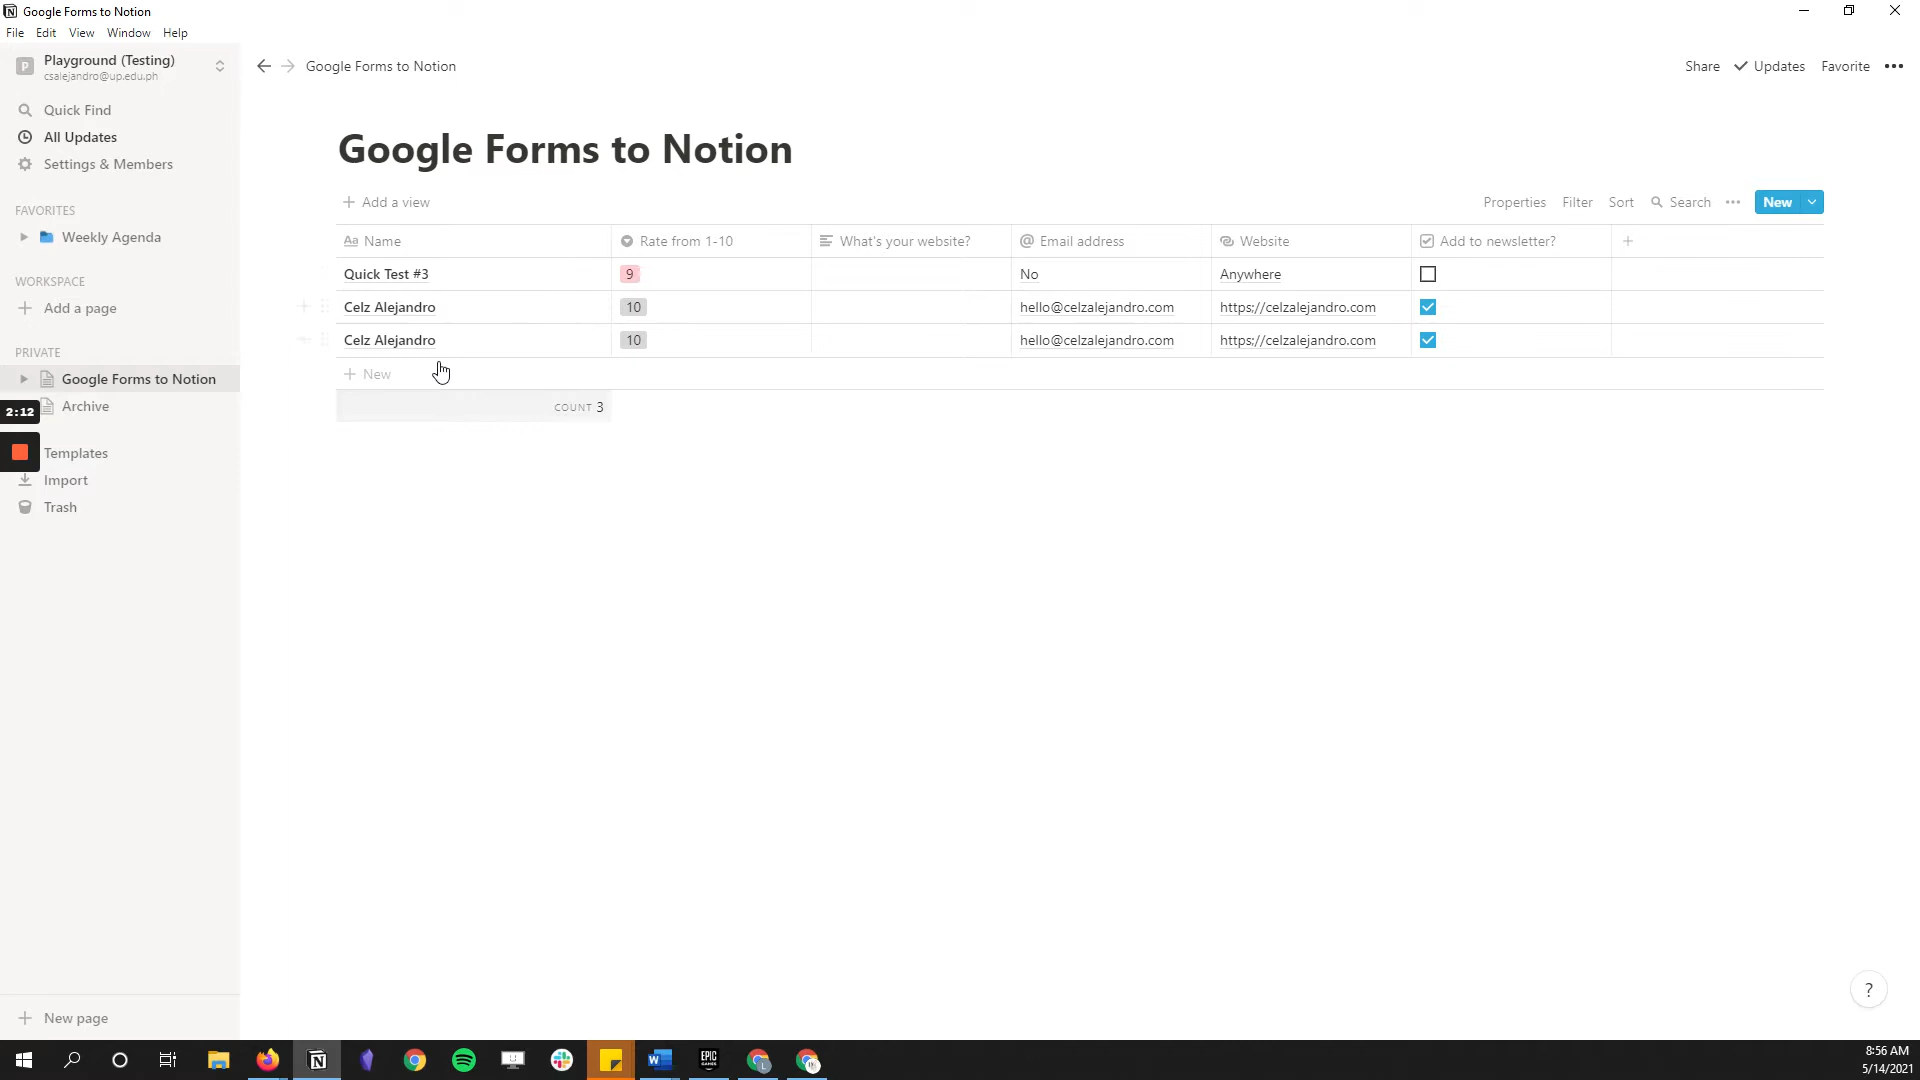 Google Forms to Notion
File Edit View Window Help
P Playground (Testing)
csalejandro@up.edu.ph
Quick Find
All Updates
Settings & Members
FAVORITES
Weekly Agenda
WORKSPACE
Add a page
PRIVATE
Google Forms to Notion
2:12
Archive
Templates
Import
Trash
New page
Google Forms to Notion
Share Updates Favorite
Google Forms to Notion
Add a view
Properties Filter Sort Search New
Aa Name Rate from 1-10 What's your website? @ Email address Website Add to newsletter?
Quick Test #3 9 No Anywhere
Celz Alejandro 10 hello@celzalejandro.com https://celzalejandro.com
Celz Alejandro 10 hello@celzalejandro.com https://celzalejandro.com
New
COUNT 3
?
EPIC
GAMES
8:56 AM
5/14/2021